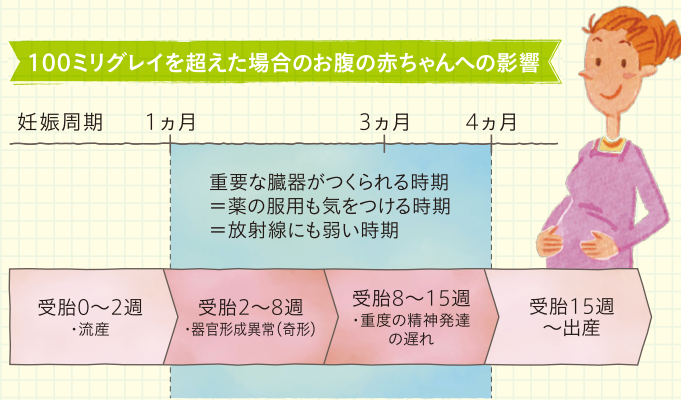 100ミリグレイを超えた場合のお腹の赤ちゃんへの影響
妊娠周期 1ヵ月 3ヵ月 4ヵ月
重要な臓器がつくられる時期
＝薬の服用も気をつける時期
＝放射線にも弱い時期
受胎0〜2週
・流産
受胎2〜8週
・器官形成異常（奇形）
受胎8〜15週
・重度の精神発達
の遅れ
受胎15週
〜出産